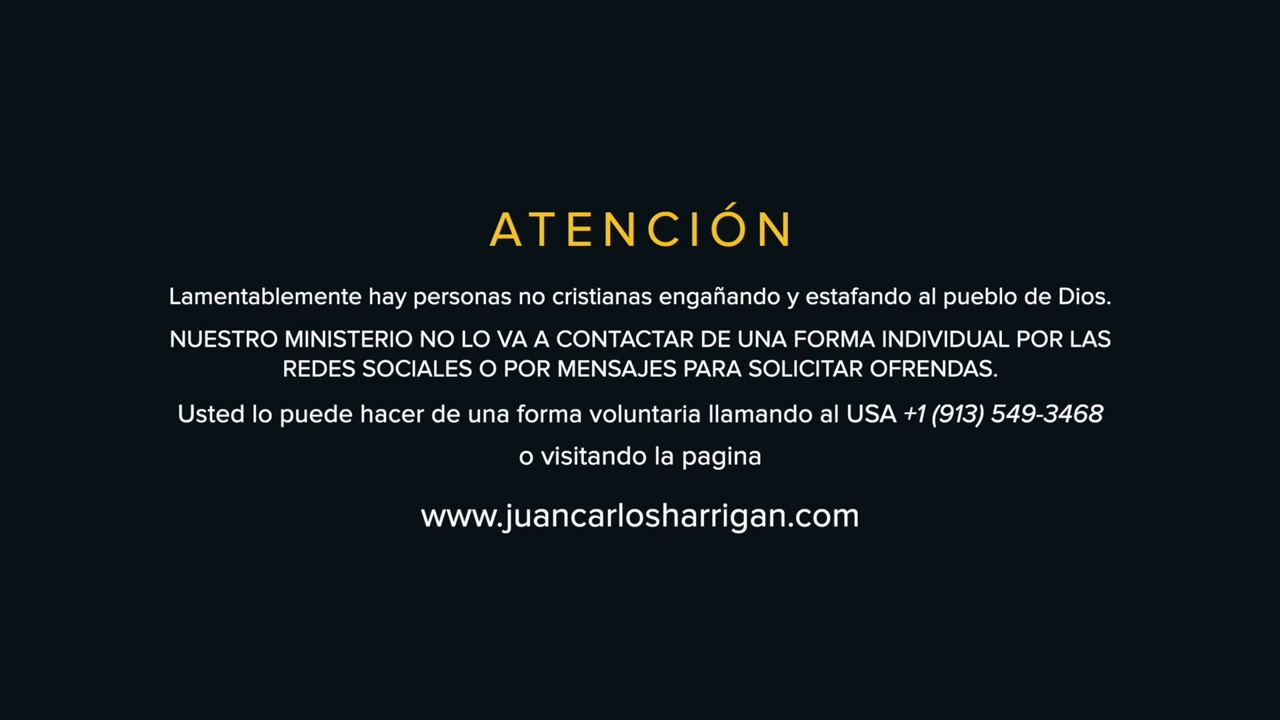 ATENCIÓN
Lamentablemente hay personas no cristianas engañando y estafando al pueblo de Dios.
NUESTRO MINISTERIO NO LO VA A CONTACTAR DE UNA FORMA INDIVIDUAL POR LAS
REDES SOCIALES O POR MENSAJES PARA SOLICITAR OFRENDAS.
Usted lo puede hacer de una forma voluntaria llamando al USA +1 (913) 549-3468
o visitando la pagina
www.juancarlosharrigan.com